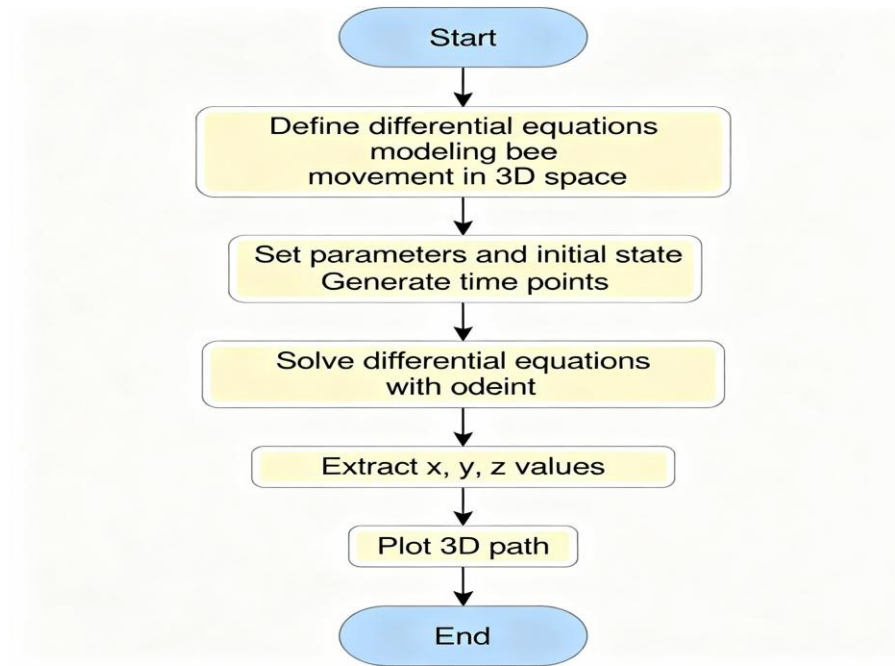 Start
Define differential equations
modeling bee
movement in 3D space
Set parameters and initial state
Generate time points
Solve differential equations
with odeint
Extract x, y, z values
Plot 3D path
End